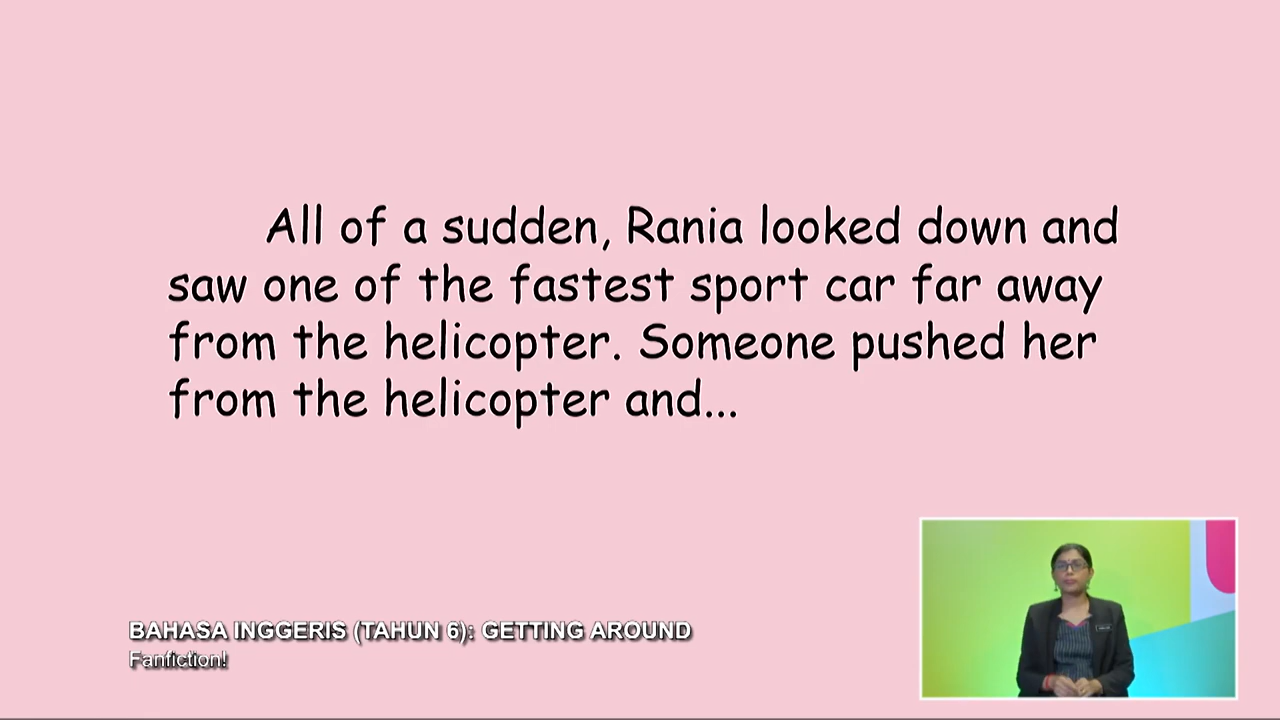 All of a sudden, Rania looked down and
saw one of the fastest sport car far away
from the helicopter. Someone pushed her
from the helicopter and...
BAHASA INGGERIS (TAHUN 6): GETTING AROUND
Fanfiction!